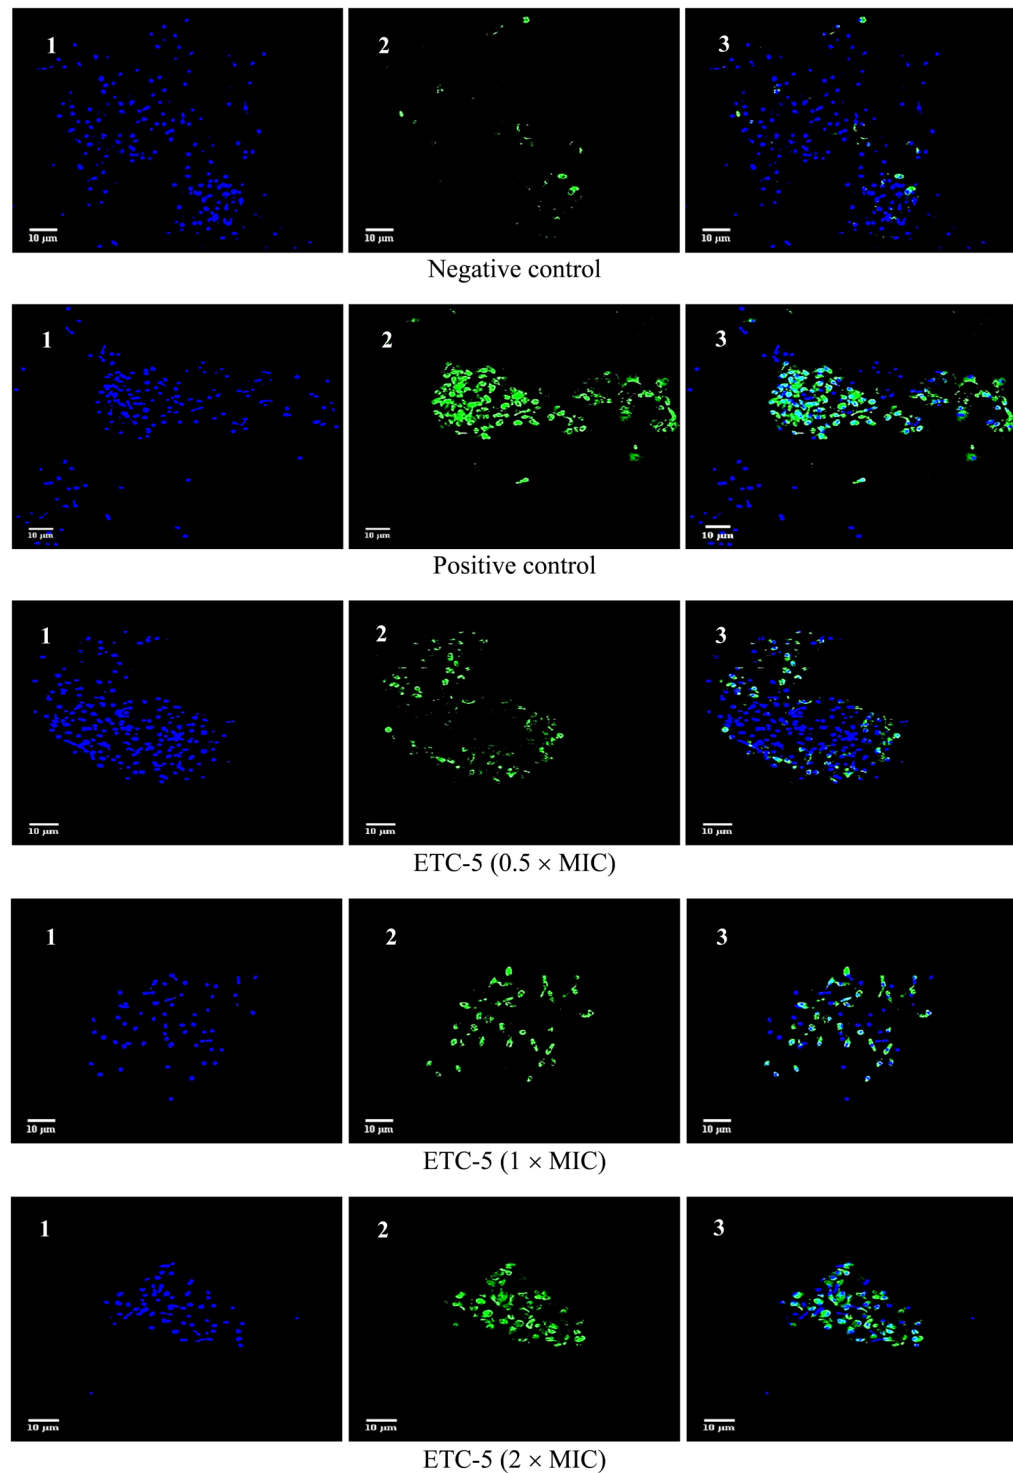 1 2 3
10 μm 10 μm 10 μm
Negative control
1 2 3
10 μm 10 μm 10 μm
Positive control
1 2 3
10 μm 10 μm 10 μm
ETC-5 (0.5 × MIC)
1 2 3
10 μm 10 μm 10 μm
ETC-5 (1 × MIC)
1 2 3
10 μm 10 μm 10 μm
ETC-5 (2 × MIC)